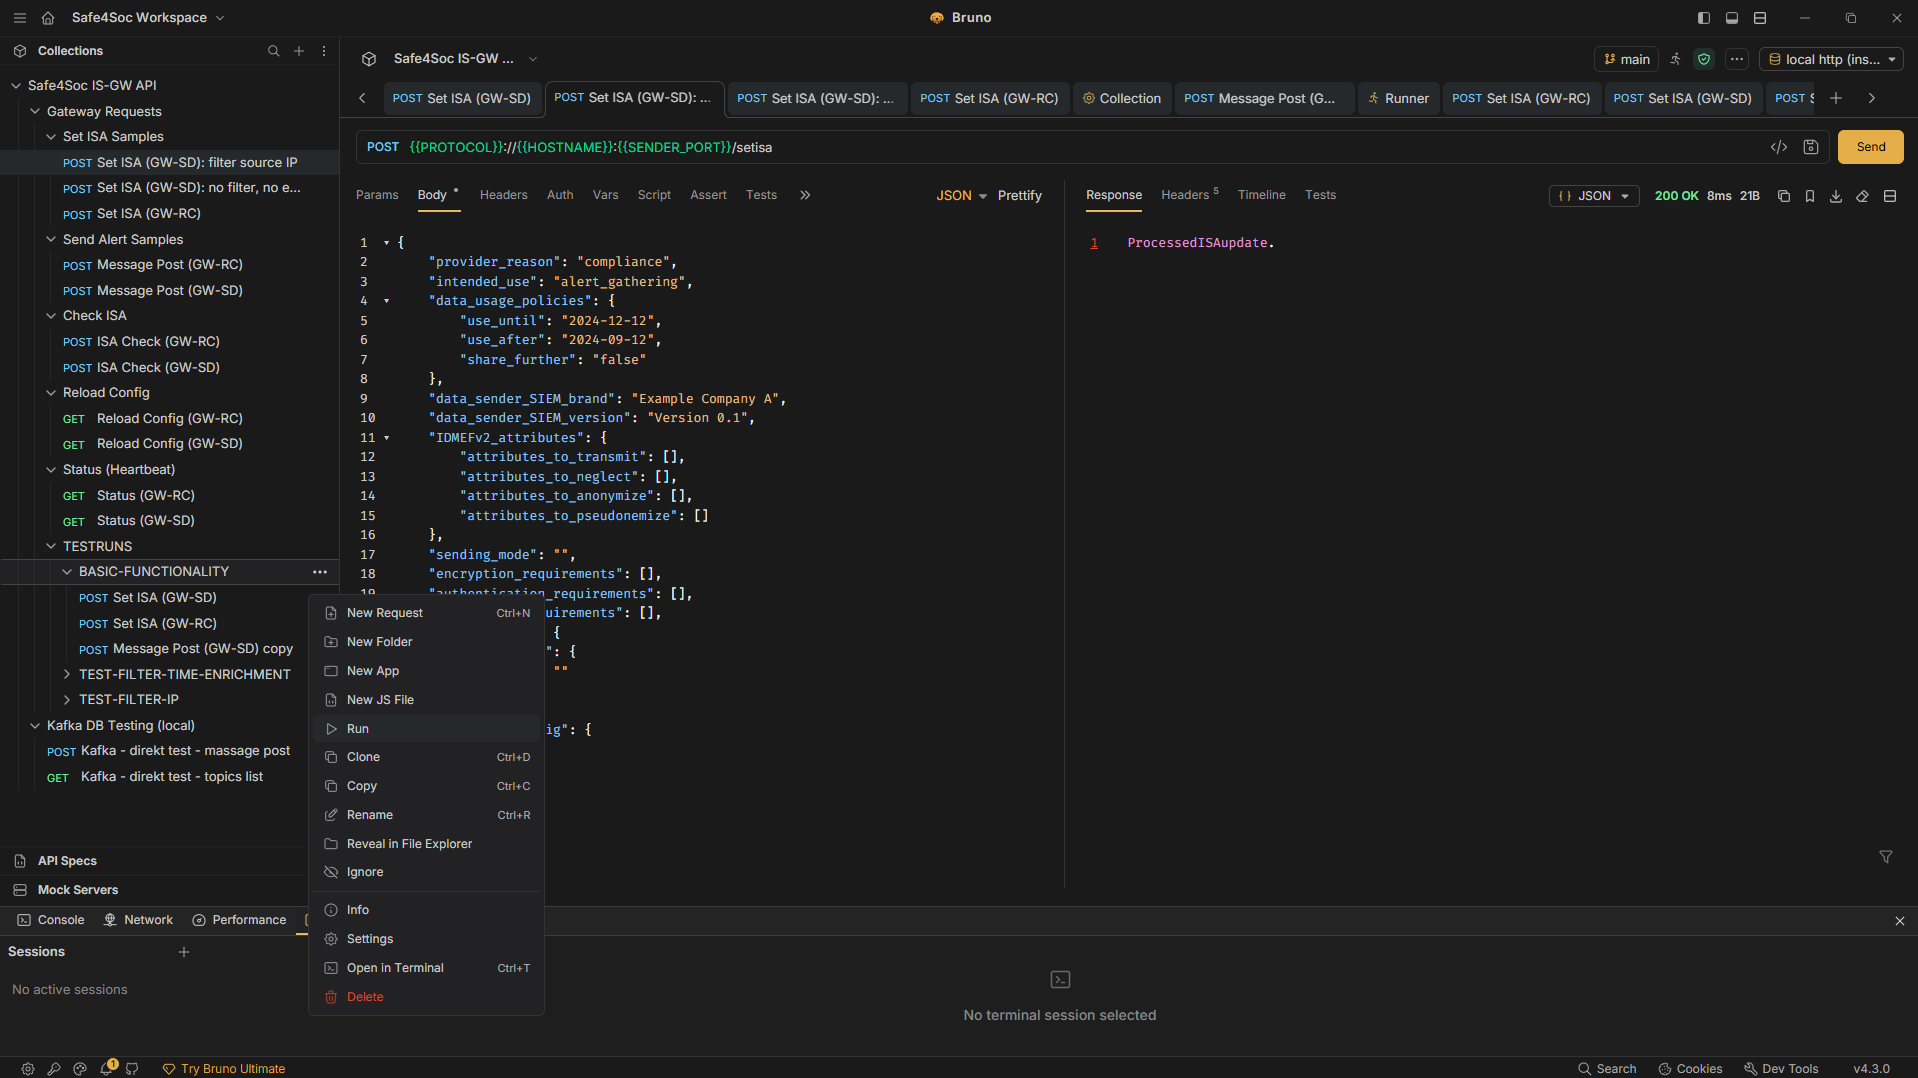 Safe4Soc Workspace
Bruno
Collections
Safe4Soc IS-GW API
Gateway Requests
Set ISA Samples
POST Set ISA (GW-SD): filter source IP
POST Set ISA (GW-SD): no filter, no e...
POST Set ISA (GW-RC)
Send Alert Samples
POST Message Post (GW-RC)
POST Message Post (GW-SD)
Check ISA
POST ISA Check (GW-RC)
POST ISA Check (GW-SD)
Reload Config
GET Reload Config (GW-RC)
GET Reload Config (GW-SD)
Status (Heartbeat)
GET Status (GW-RC)
GET Status (GW-SD)
TESTRUNS
BASIC-FUNCTIONALITY
POST Set ISA (GW-SD)
POST Set ISA (GW-RC)
POST Message Post (GW-SD) copy
TEST-FILTER-TIME-ENRICHMENT
TEST-FILTER-IP
Kafka DB Testing (local)
POST Kafka - direkt test - massage post
GET Kafka - direkt test - topics list
API Specs
Mock Servers
Safe4Soc IS-GW ...
main
local http (ins...
POST Set ISA (GW-SD)
POST Set ISA (GW-SD): ...
POST Set ISA (GW-SD): ...
POST Set ISA (GW-RC)
Collection
POST Message Post (G...
Runner
POST Set ISA (GW-RC)
POST Set ISA (GW-SD)
POST
POST {{PROTOCOL}}://{{HOSTNAME}}:{{SENDER_PORT}}/setisa
Send
Params Body Headers Auth Vars Script Assert Tests
JSON Prettify
1 {
2 "provider_reason": "compliance",
3 "intended_use": "alert_gathering",
4 "data_usage_policies": {
5 "use_until": "2024-12-12",
6 "use_after": "2024-09-12",
7 "share_further": "false"
8 },
9 "data_sender_SIEM_brand": "Example Company A",
10 "data_sender_SIEM_version": "Version 0.1",
11 "IDMEFv2_attributes": {
12 "attributes_to_transmit": [],
13 "attributes_to_neglect": [],
14 "attributes_to_anonymize": [],
15 "attributes_to_pseudonemize": []
16 },
17 "sending_mode": "",
18 "encryption_requirements": [],
19 "authentication_requirements": [],
uirements": [],
{
": {
""
ig": {
Response Headers 5 Timeline Tests
{ } JSON
200 OK 8ms 21B
1 ProcessedISAupdate.
New Request Ctrl+N
New Folder
New App
New JS File
Run
Clone Ctrl+D
Copy Ctrl+C
Rename Ctrl+R
Reveal in File Explorer
Ignore
Info
Settings
Open in Terminal Ctrl+T
Delete
Console Network Performance
Sessions
No active sessions
No terminal session selected
1
Try Bruno Ultimate
Search
Cookies
Dev Tools
v4.3.0